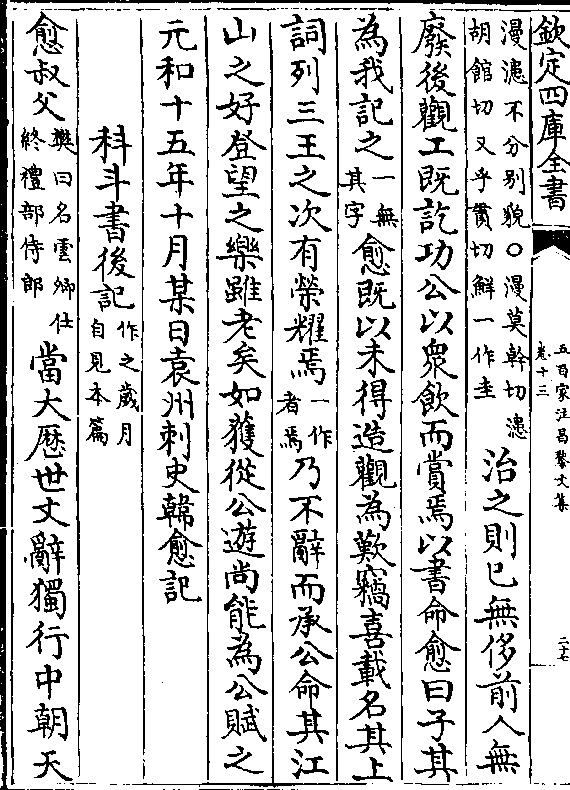 欽定四庫全書
五百家注昌黎文集
卷十三
二十七
漫漶不分别貌○漫莫幹切漶
胡館切又乎貫切鮮一作圭
治之則已無侈前人無
廢後觀工既訖功公以衆飲而賞焉以書命愈曰子其
為我記之
一無
其字
愈既以未得造觀為歎竊喜載名其上
詞列三王之次有榮耀焉
一作
者焉
乃不辭而承公命其江
山之好登望之樂雖老矣如獲從公遊尚能為公賦之
元和十五年十月某日袁州刺史韓愈記
科斗書後記
作之歲月
自見本篇
愈叔父
樊曰名雲卿仕
終禮部侍郎
當大厯世文辭獨行中朝天